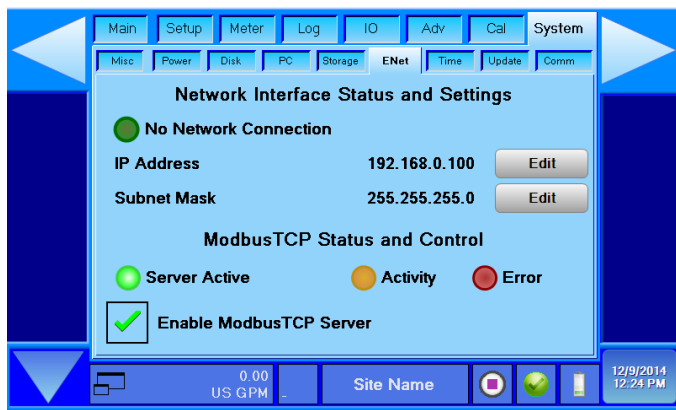 Main Setup Meter Log IO Adv Cal System
Misc Power Disk PC Storage ENet Time Update Comm
Network Interface Status and Settings
No Network Connection
IP Address 192.168.0.100 Edit
Subnet Mask 255.255.255.0 Edit
ModbusTCP Status and Control
Server Active Activity Error
Enable ModbusTCP Server
0.00
US GPM - Site Name
12/9/2014
12:24 PM